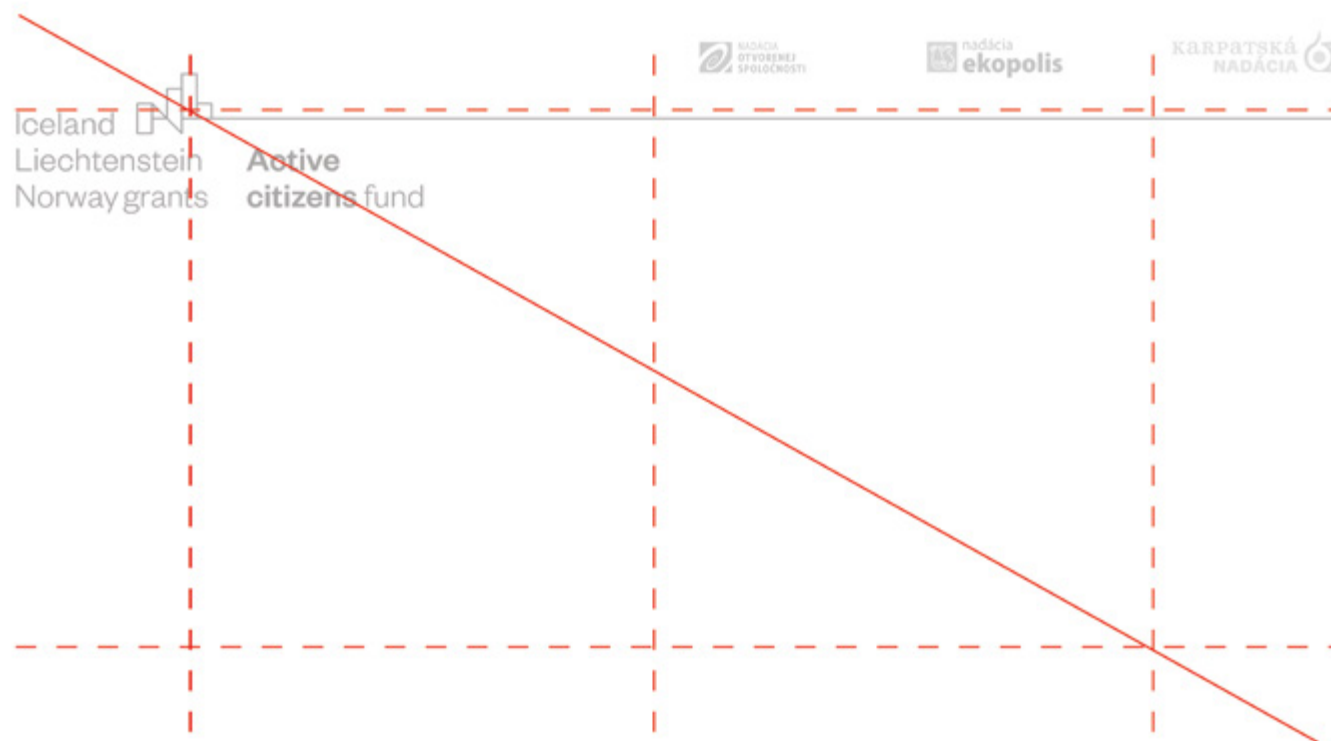 NADÁCIA
OTVORENEJ
SPOLOČNOSTI
nadácia
ekopolis
KARPATSKÁ
NADÁCIA
Iceland
Liechtenstein
Norway grants
Active
citizens fund